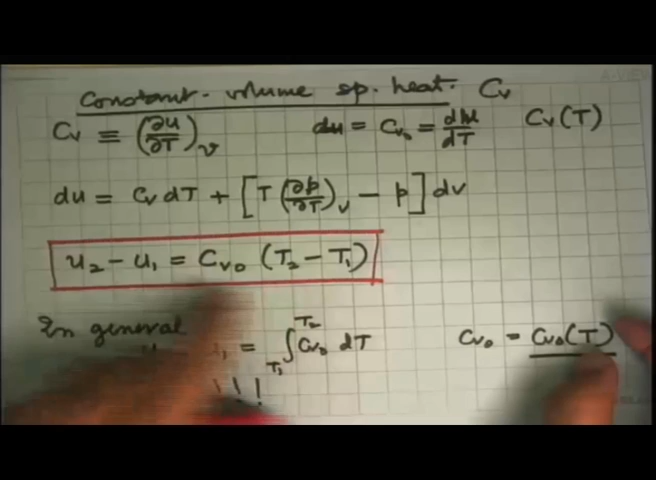 Constant-volume sp. heat. Cv
Cv ≡ (∂u/∂T)v du = Cv₀ = du/dT Cv(T)
du = Cv dT + [T(∂p/∂T)v − p] dv
u₂ − u₁ = Cv₀ (T₂ − T₁)
In general
₁ = ∫T₁T₂ Cv₀ dT Cv₀ = Cv₀(T)